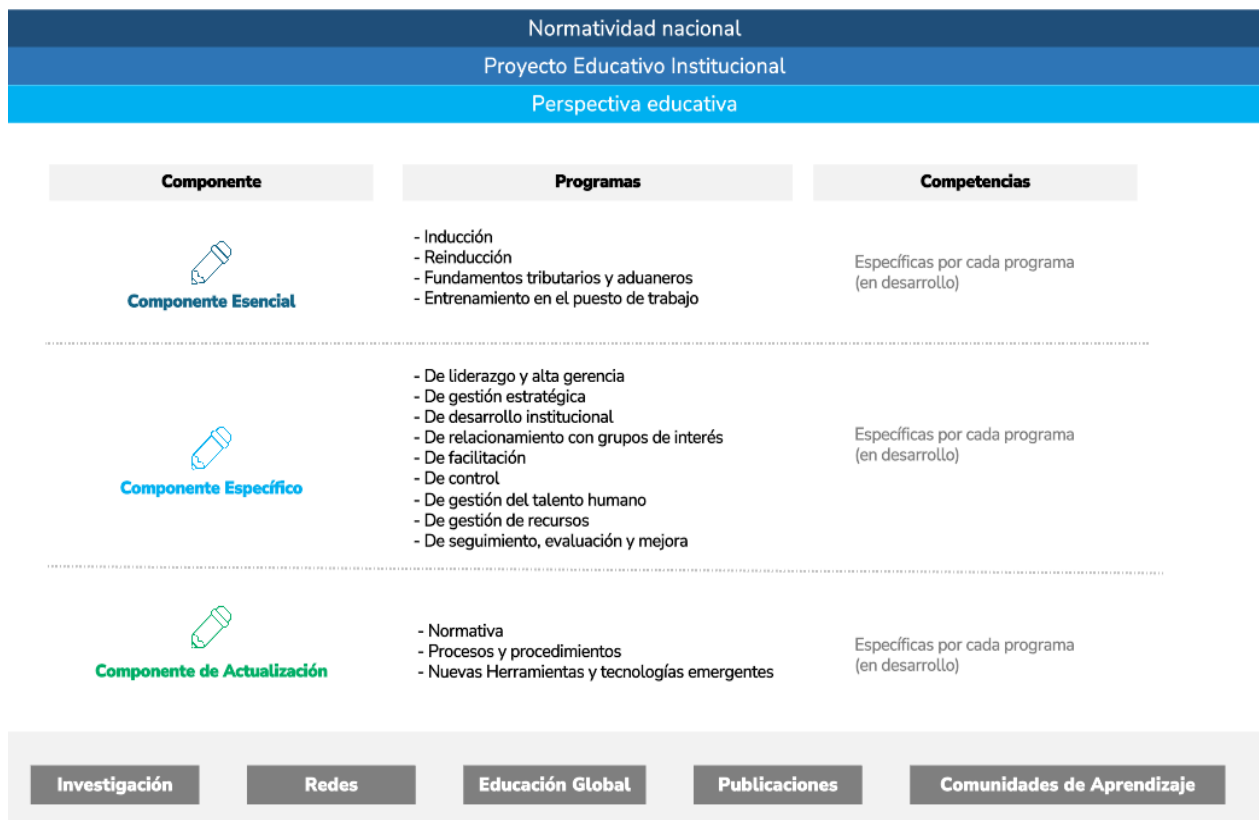 Normatividad nacional
Proyecto Educativo Institucional
Perspectiva educativa
Componente
Programas
Competencias
Componente Esencial
- Inducción
- Reinducción
- Fundamentos tributarios y aduaneros
- Entrenamiento en el puesto de trabajo
Específicas por cada programa
(en desarrollo)
Componente Específico
- De liderazgo y alta gerencia
- De gestión estratégica
- De desarrollo institucional
- De relacionamiento con grupos de interés
- De facilitación
- De control
- De gestión del talento humano
- De gestión de recursos
- De seguimiento, evaluación y mejora
Específicas por cada programa
(en desarrollo)
Componente de Actualización
- Normativa
- Procesos y procedimientos
- Nuevas Herramientas y tecnologías emergentes
Específicas por cada programa
(en desarrollo)
Investigación
Redes
Educación Global
Publicaciones
Comunidades de Aprendizaje